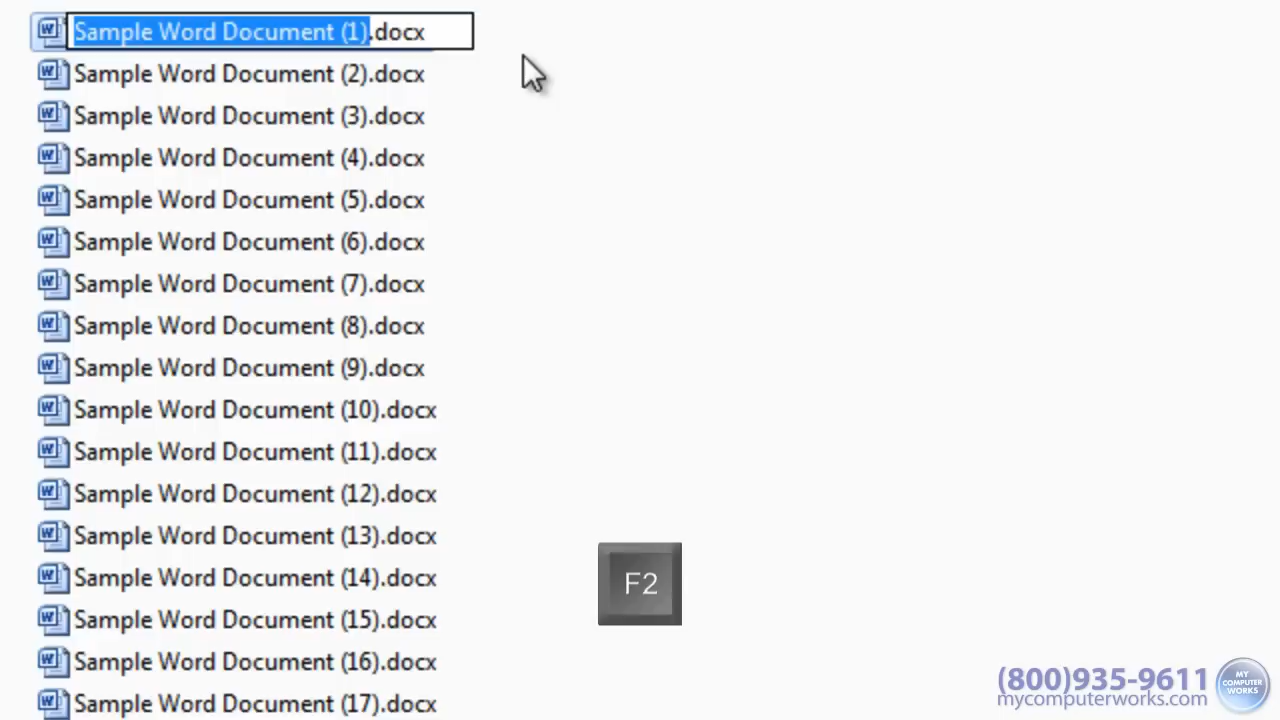 Sample Word Document (1).docx
Sample Word Document (2).docx
Sample Word Document (3).docx
Sample Word Document (4).docx
Sample Word Document (5).docx
Sample Word Document (6).docx
Sample Word Document (7).docx
Sample Word Document (8).docx
Sample Word Document (9).docx
Sample Word Document (10).docx
Sample Word Document (11).docx
Sample Word Document (12).docx
Sample Word Document (13).docx
Sample Word Document (14).docx
Sample Word Document (15).docx
Sample Word Document (16).docx
Sample Word Document (17).docx
F2
(800)935-9611
mycomputerworks.com
MY
COMPUTER
WORKS